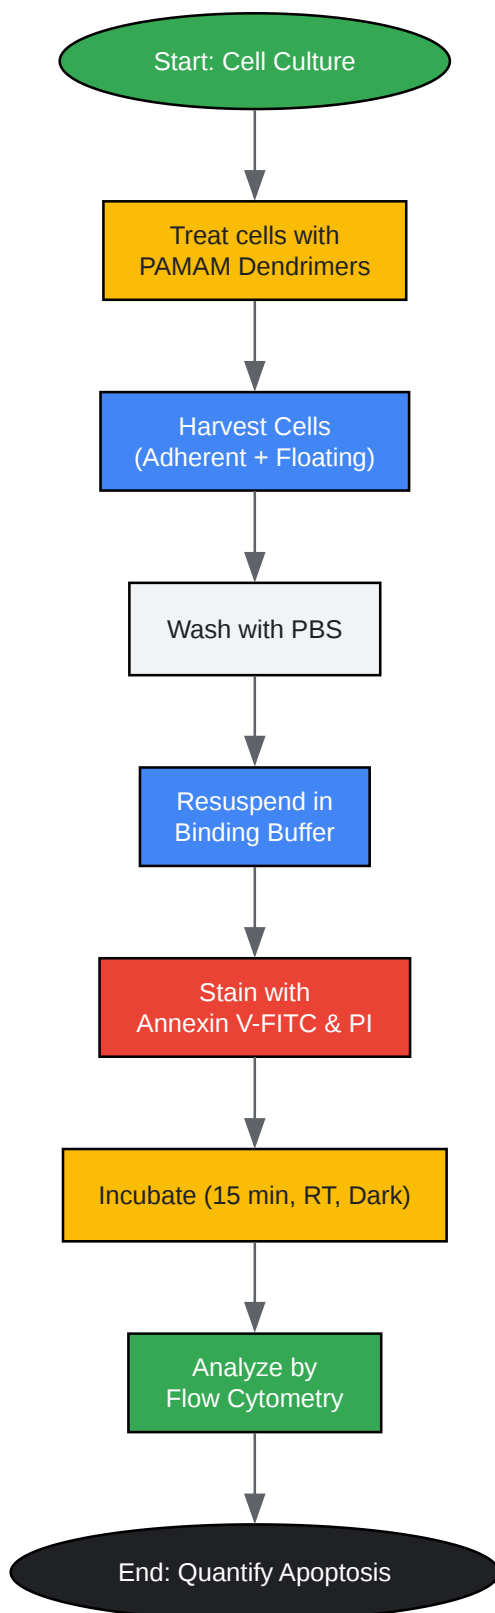 Start: Cell Culture
Treat cells with
PAMAM Dendrimers
Harvest Cells
(Adherent + Floating)
Wash with PBS
Resuspend in
Binding Buffer
Stain with
Annexin V-FITC & PI
Incubate (15 min, RT, Dark)
Analyze by
Flow Cytometry
End: Quantify Apoptosis